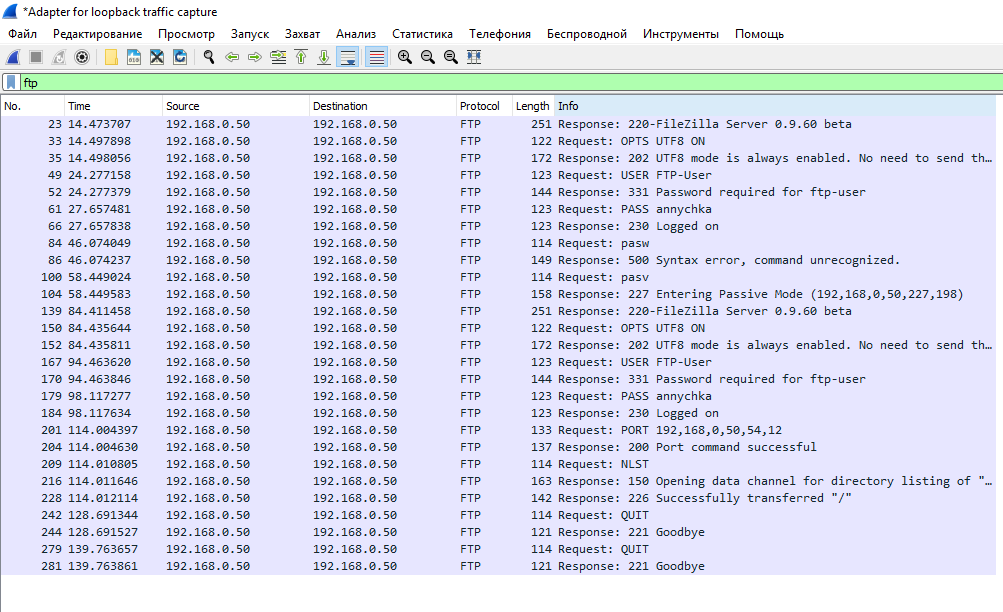 *Adapter for loopback traffic capture
Файл Редактирование Просмотр Запуск Захват Анализ Статистика Телефония Беспроводной Инструменты Помощь
ftp
No. Time Source Destination Protocol Length Info
23 14.473707 192.168.0.50 192.168.0.50 FTP 251 Response: 220-FileZilla Server 0.9.60 beta
33 14.497898 192.168.0.50 192.168.0.50 FTP 122 Request: OPTS UTF8 ON
35 14.498056 192.168.0.50 192.168.0.50 FTP 172 Response: 202 UTF8 mode is always enabled. No need to send th…
49 24.277158 192.168.0.50 192.168.0.50 FTP 123 Request: USER FTP-User
52 24.277379 192.168.0.50 192.168.0.50 FTP 144 Response: 331 Password required for ftp-user
61 27.657481 192.168.0.50 192.168.0.50 FTP 123 Request: PASS annychka
66 27.657838 192.168.0.50 192.168.0.50 FTP 123 Response: 230 Logged on
84 46.074049 192.168.0.50 192.168.0.50 FTP 114 Request: pasw
86 46.074237 192.168.0.50 192.168.0.50 FTP 149 Response: 500 Syntax error, command unrecognized.
100 58.449024 192.168.0.50 192.168.0.50 FTP 114 Request: pasv
104 58.449583 192.168.0.50 192.168.0.50 FTP 158 Response: 227 Entering Passive Mode (192,168,0,50,227,198)
139 84.411458 192.168.0.50 192.168.0.50 FTP 251 Response: 220-FileZilla Server 0.9.60 beta
150 84.435644 192.168.0.50 192.168.0.50 FTP 122 Request: OPTS UTF8 ON
152 84.435811 192.168.0.50 192.168.0.50 FTP 172 Response: 202 UTF8 mode is always enabled. No need to send th…
167 94.463620 192.168.0.50 192.168.0.50 FTP 123 Request: USER FTP-User
170 94.463846 192.168.0.50 192.168.0.50 FTP 144 Response: 331 Password required for ftp-user
179 98.117277 192.168.0.50 192.168.0.50 FTP 123 Request: PASS annychka
184 98.117634 192.168.0.50 192.168.0.50 FTP 123 Response: 230 Logged on
201 114.004397 192.168.0.50 192.168.0.50 FTP 133 Request: PORT 192,168,0,50,54,12
204 114.004630 192.168.0.50 192.168.0.50 FTP 137 Response: 200 Port command successful
209 114.010805 192.168.0.50 192.168.0.50 FTP 114 Request: NLST
216 114.011646 192.168.0.50 192.168.0.50 FTP 163 Response: 150 Opening data channel for directory listing of "…
228 114.012114 192.168.0.50 192.168.0.50 FTP 142 Response: 226 Successfully transferred "/"
242 128.691344 192.168.0.50 192.168.0.50 FTP 114 Request: QUIT
244 128.691527 192.168.0.50 192.168.0.50 FTP 121 Response: 221 Goodbye
279 139.763657 192.168.0.50 192.168.0.50 FTP 114 Request: QUIT
281 139.763861 192.168.0.50 192.168.0.50 FTP 121 Response: 221 Goodbye